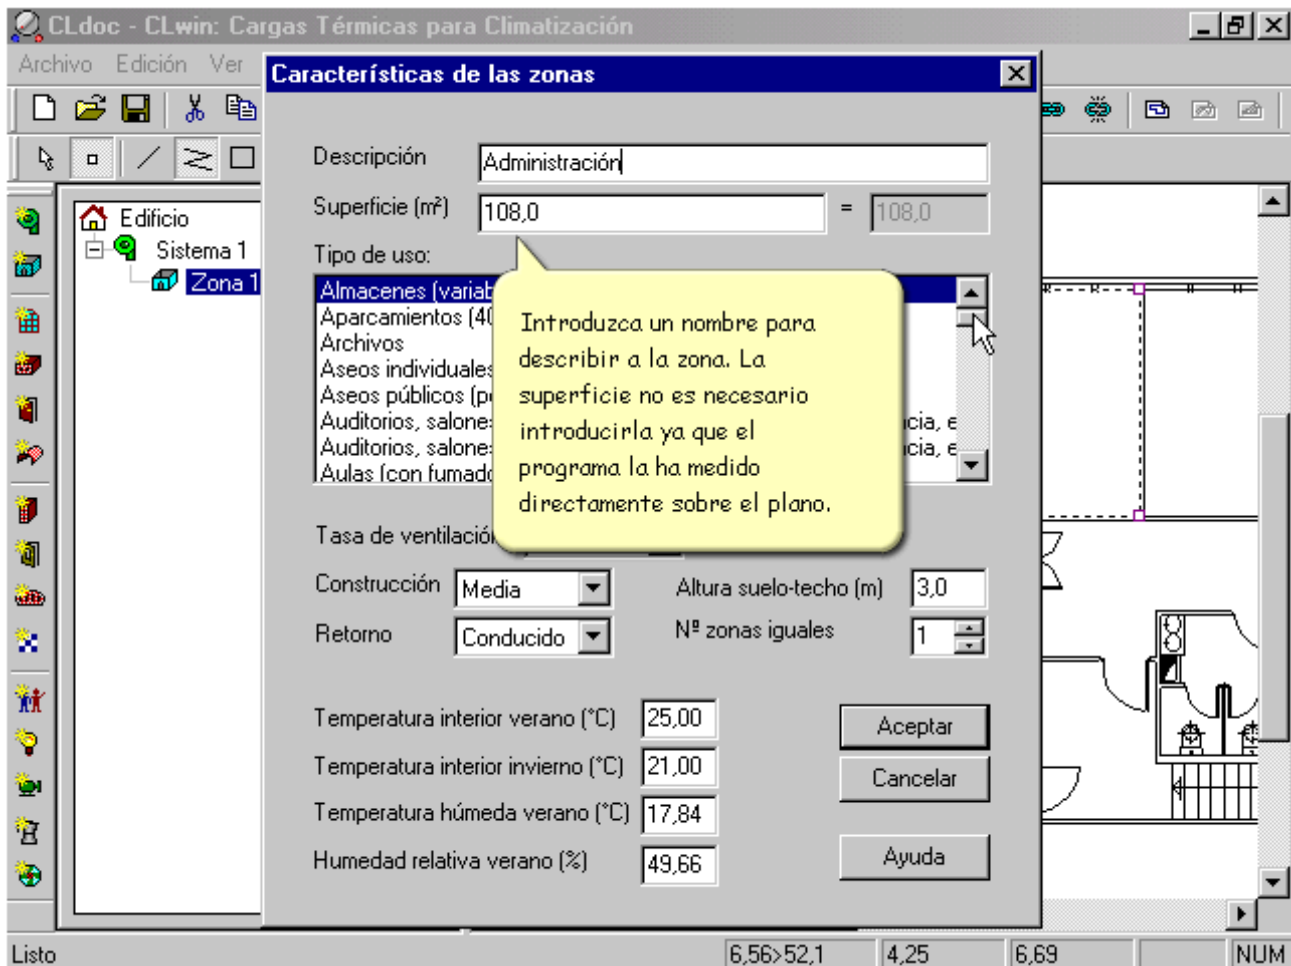 CLdoc - CLwin: Cargas Térmicas para Climatización
Archivo Edición Ver
Características de las zonas
Descripción Administración
Superficie (m²) 108,0 = 108,0
Edificio
Sistema 1
Zona 1
Tipo de uso:
Almacenes (variab
Aparcamientos (40
Archivos
Aseos individuales
Aseos públicos (p
Auditorios, salone cia, e
Auditorios, salone cia, e
Aulas (con fumad
Introduzca un nombre para
describir a la zona. La
superficie no es necesario
introducirla ya que el
programa la ha medido
directamente sobre el plano.
Tasa de ventilació
Construcción Media Altura suelo-techo (m) 3,0
Retorno Conducido Nº zonas iguales 1
Temperatura interior verano (°C) 25,00
Temperatura interior invierno (°C) 21,00
Temperatura húmeda verano (°C) 17,84
Humedad relativa verano (%) 49,66
Aceptar
Cancelar
Ayuda
Listo 6,56>52,1 4,25 6,69 NUM